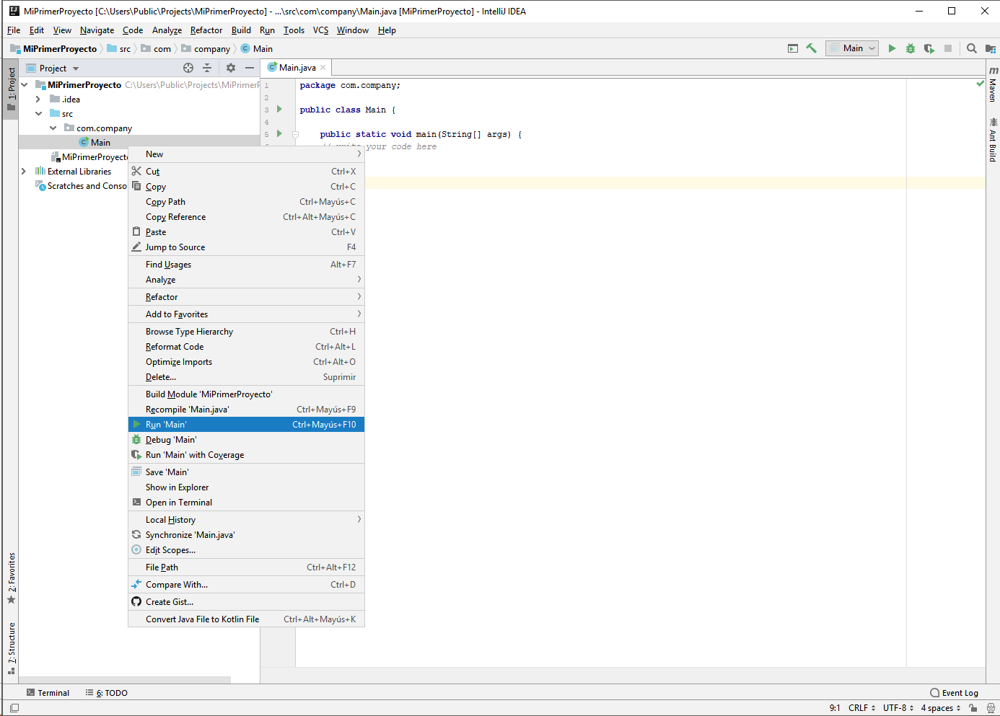 MiPrimerProyecto [C:\Users\Public\Projects\MiPrimerProyecto] - ...\src\com\company\Main.java [MiPrimerProyecto] - IntelliJ IDEA
File Edit View Navigate Code Analyze Refactor Build Run Tools VCS Window Help
MiPrimerProyecto src com company Main
Main
Project
Main.java
1: Project
MiPrimerProyecto C:\Users\Public\Projects\MiPrimerP
.idea
src
com.company
Main
MiPrimerProyecto
External Libraries
Scratches and Conso
1 package com.company;
2
3 public class Main {
4
5 public static void main(String[] args) {
// write your code here
Maven
Ant Build
New
Cut Ctrl+X
Copy Ctrl+C
Copy Path Ctrl+Mayús+C
Copy Reference Ctrl+Alt+Mayús+C
Paste Ctrl+V
Jump to Source F4
Find Usages Alt+F7
Analyze
Refactor
Add to Favorites
Browse Type Hierarchy Ctrl+H
Reformat Code Ctrl+Alt+L
Optimize Imports Ctrl+Alt+O
Delete... Suprimir
Build Module 'MiPrimerProyecto'
Recompile 'Main.java' Ctrl+Mayús+F9
Run 'Main' Ctrl+Mayús+F10
Debug 'Main'
Run 'Main' with Coverage
Save 'Main'
Show in Explorer
Open in Terminal
Local History
Synchronize 'Main.java'
Edit Scopes...
File Path Ctrl+Alt+F12
Compare With... Ctrl+D
Create Gist...
Convert Java File to Kotlin File Ctrl+Alt+Mayús+K
2: Favorites
7: Structure
Terminal 6: TODO Event Log
9:1 CRLF UTF-8 4 spaces